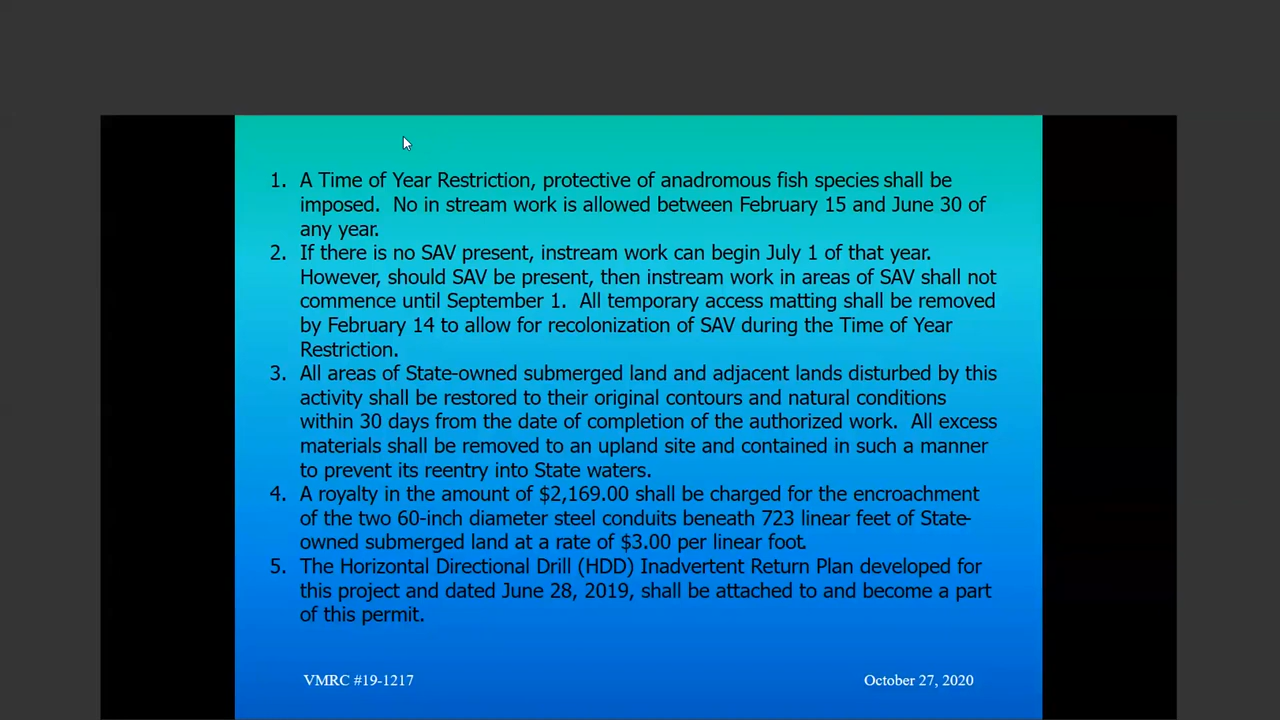 1. A Time of Year Restriction, protective of anadromous fish species shall be
imposed.  No in stream work is allowed between February 15 and June 30 of
any year.
2. If there is no SAV present, instream work can begin July 1 of that year.
However, should SAV be present, then instream work in areas of SAV shall not
commence until September 1.  All temporary access matting shall be removed
by February 14 to allow for recolonization of SAV during the Time of Year
Restriction.
3. All areas of State-owned submerged land and adjacent lands disturbed by this
activity shall be restored to their original contours and natural conditions
within 30 days from the date of completion of the authorized work.  All excess
materials shall be removed to an upland site and contained in such a manner
to prevent its reentry into State waters.
4. A royalty in the amount of $2,169.00 shall be charged for the encroachment
of the two 60-inch diameter steel conduits beneath 723 linear feet of State-
owned submerged land at a rate of $3.00 per linear foot.
5. The Horizontal Directional Drill (HDD) Inadvertent Return Plan developed for
this project and dated June 28, 2019, shall be attached to and become a part
of this permit.
VMRC #19-1217
October 27, 2020